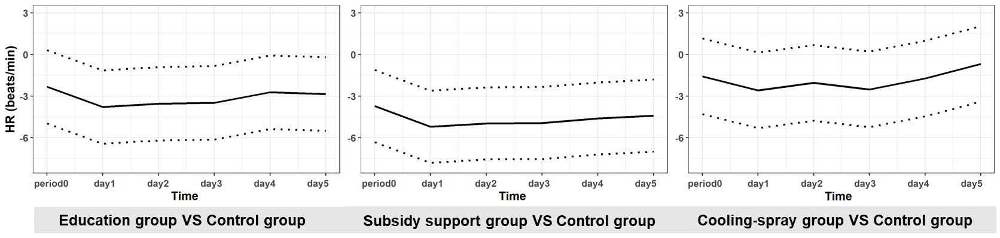 HR (beats/min)
3
0
-3
-6
period0 day1 day2 day3 day4 day5
Time
Education group VS Control group
3
0
-3
-6
period0 day1 day2 day3 day4 day5
Time
Subsidy support group VS Control group
3
0
-3
-6
period0 day1 day2 day3 day4 day5
Time
Cooling-spray group VS Control group